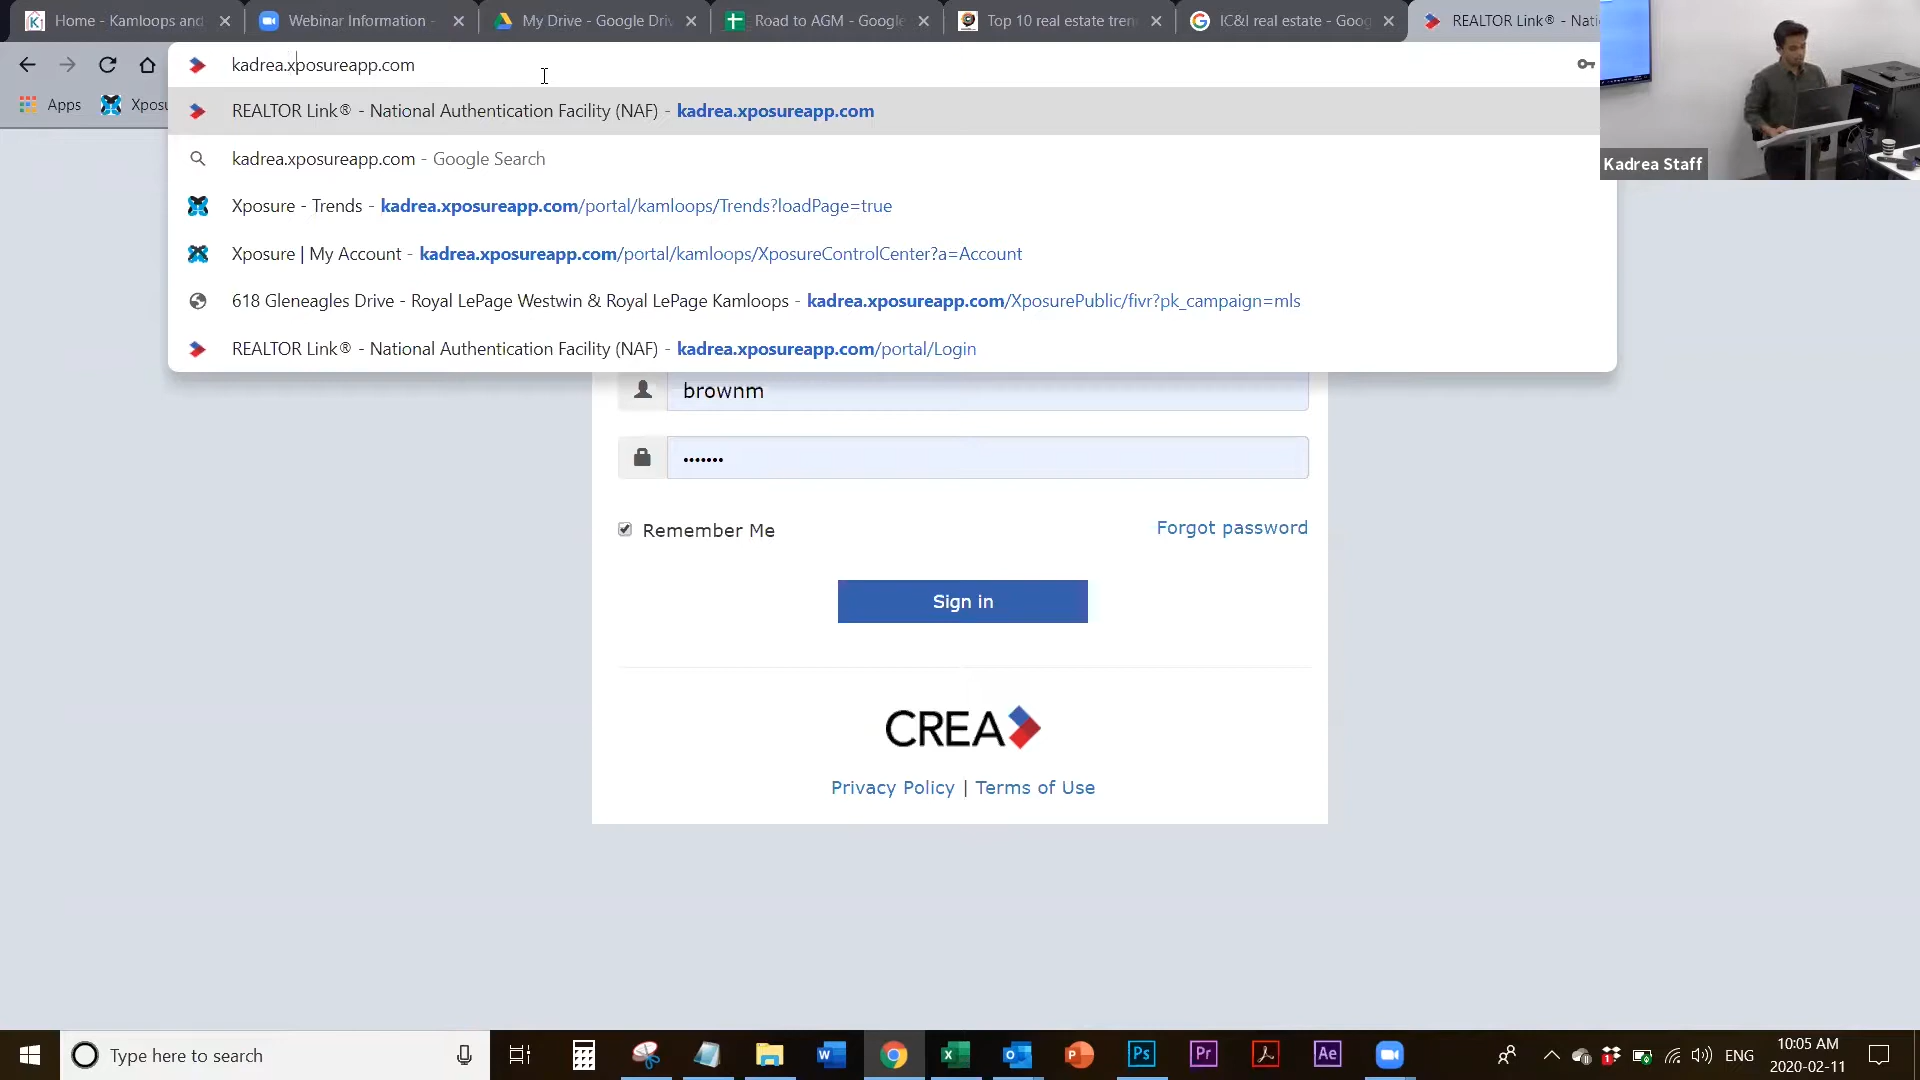 Home - Kamloops and
Webinar Information -
My Drive - Google Driv
Road to AGM - Google
Top 10 real estate tren
IC&I real estate - Goog
REALTOR Link® - Nati
kadrea.xposureapp.com
Apps
Xposu
REALTOR Link® - National Authentication Facility (NAF) - kadrea.xposureapp.com
kadrea.xposureapp.com - Google Search
Kadrea Staff
Xposure - Trends - kadrea.xposureapp.com/portal/kamloops/Trends?loadPage=true
Xposure | My Account - kadrea.xposureapp.com/portal/kamloops/XposureControlCenter?a=Account
618 Gleneagles Drive - Royal LePage Westwin & Royal LePage Kamloops - kadrea.xposureapp.com/XposurePublic/fivr?pk_campaign=mls
REALTOR Link® - National Authentication Facility (NAF) - kadrea.xposureapp.com/portal/Login
brownm
•••••••
Remember Me
Forgot password
Sign in
CREA
Privacy Policy | Terms of Use
Type here to search
Ps
Pr
Ae
ENG
10:05 AM
2020-02-11